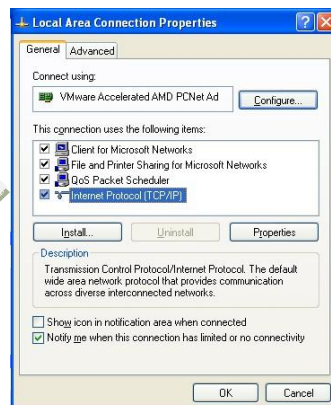 Local Area Connection Properties
General
Advanced
Connect using:
VMware Accelerated AMD PCNet Ad
Configure...
This connection uses the following items:
Client for Microsoft Networks
File and Printer Sharing for Microsoft Networks
QoS Packet Scheduler
Internet Protocol (TCP/IP)
Install...
Uninstall
Properties
Description
Transmission Control Protocol/Internet Protocol. The default
wide area network protocol that provides communication
across diverse interconnected networks.
Show icon in notification area when connected
Notify me when this connection has limited or no connectivity
OK
Cancel